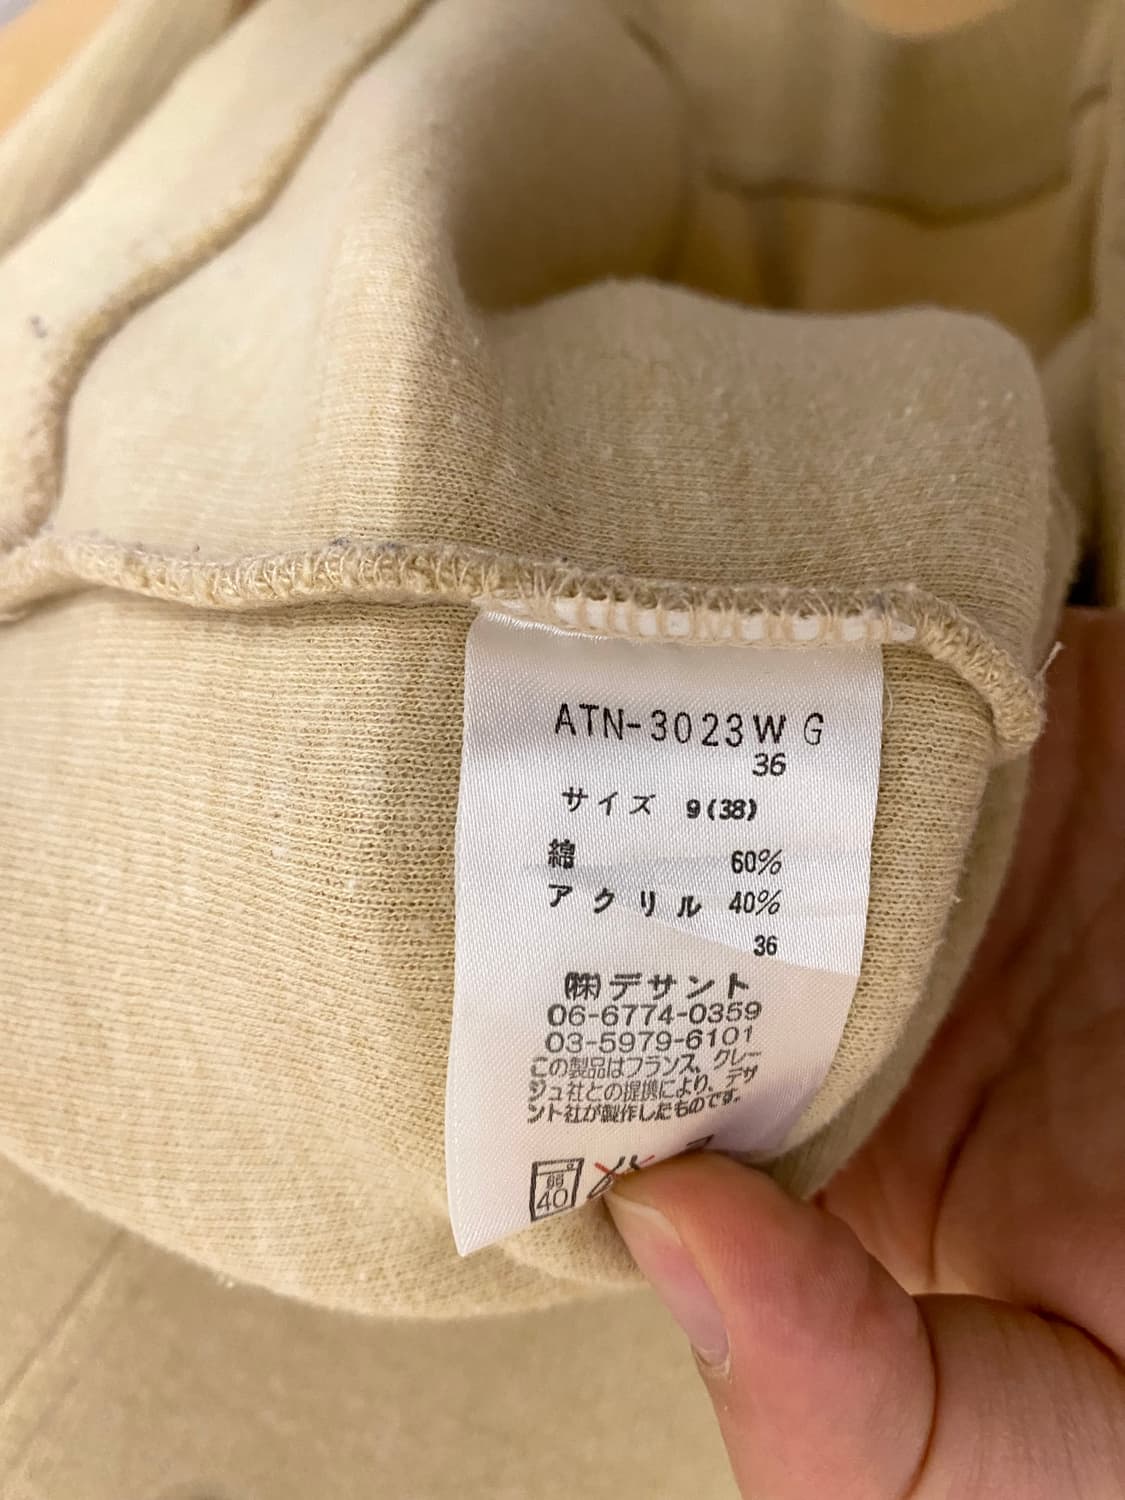 ATN-3023W G
36
サイズ 9(38)
綿 60%
アクリル 40%
36
㈱デサント
06-6774-0359
03-5979-6101
この製品はフランス、クレー
ジュ社との提携により、デサ
ント社が製作したものです。
弱
40